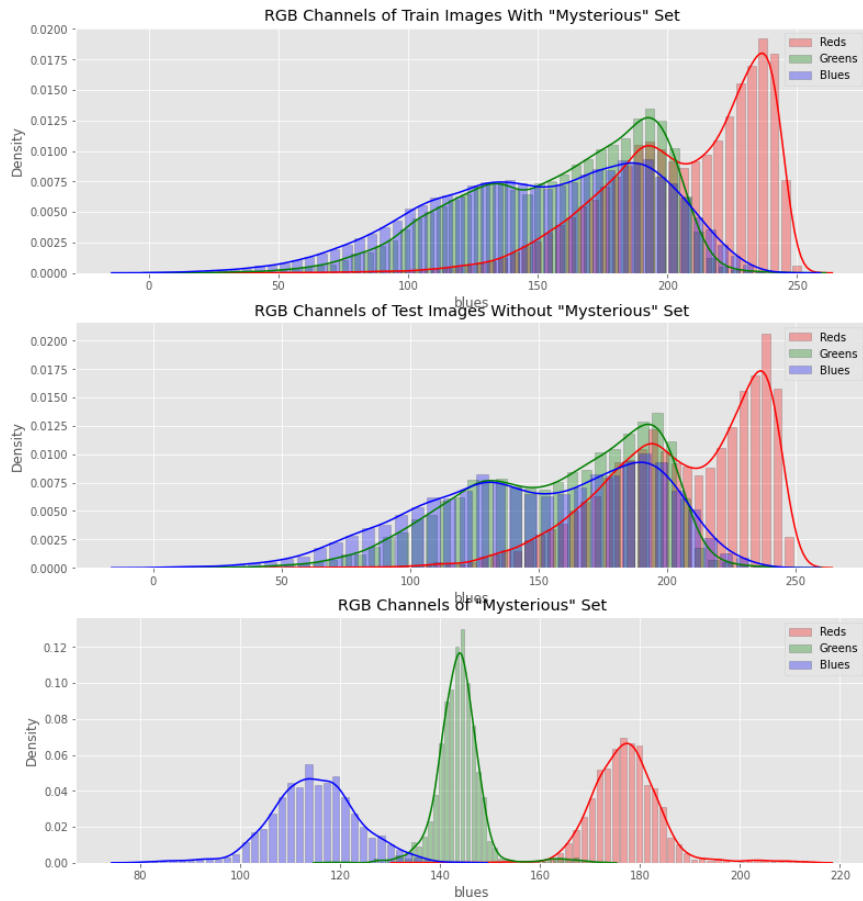 RGB Channels of Train Images With "Mysterious" Set
0.0200
0.0175
0.0150
0.0125
0.0100
0.0075
0.0050
0.0025
0.0000
Density
Reds
Greens
Blues
0 50 100 150 200 250
blues
RGB Channels of Test Images Without "Mysterious" Set
0.0200
0.0175
0.0150
0.0125
0.0100
0.0075
0.0050
0.0025
0.0000
Density
Reds
Greens
Blues
0 50 100 150 200 250
blues
RGB Channels of "Mysterious" Set
0.12
0.10
0.08
0.06
0.04
0.02
0.00
Density
Reds
Greens
Blues
80 100 120 140 160 180 200 220
blues